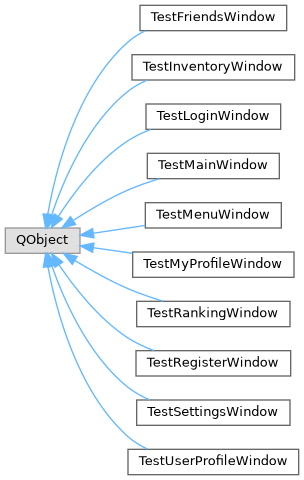 TestFriendsWindow
TestInventoryWindow
TestLoginWindow
TestMainWindow
TestMenuWindow
QObject
TestMyProfileWindow
TestRankingWindow
TestRegisterWindow
TestSettingsWindow
TestUserProfileWindow